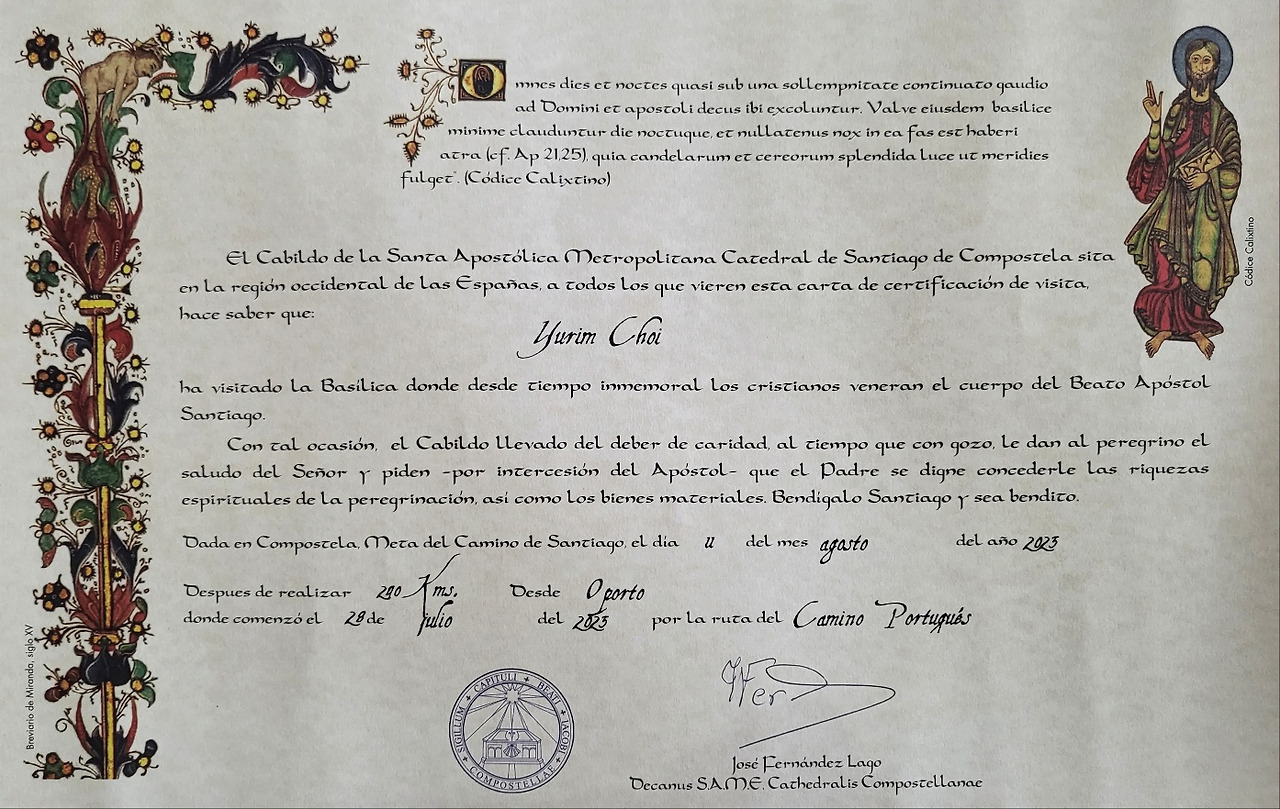 Omnes dies et noctes quasi sub una sollempnitate continuato gaudio
ad Domini et apostoli decus ibi excoluntur. Valve eiusdem basilice
minime clauduntur die noctuque, et nullatenus nox in ea fas est haberi
atra (cf. Ap 21,25), quia candelarum et cereorum splendida luce ut meridies
fulget". (Códice Calixtino)
Códice Calixtino
El Cabildo de la Santa Apostólica Metropolitana Catedral de Santiago de Compostela sita
en la región occidental de las Españas, a todos los que vieren esta carta de certificación de visita,
hace saber que:
Yurim Choi
ha visitado la Basílica donde desde tiempo inmemoral los cristianos veneran el cuerpo del Beato Apóstol
Santiago.
Con tal ocasión, el Cabildo llevado del deber de caridad, al tiempo que con gozo, le dan al peregrino el
saludo del Señor y piden -por intercesión del Apóstol- que el Padre se digne concederle las riquezas
espirituales de la peregrinación, así como los bienes materiales. Bendígalo Santiago y sea bendito.
Dada en Compostela, Meta del Camino de Santiago, el día 11 del mes agosto del año 2023
Despues de realizar 280 Kms. Desde Oporto
donde comenzó el 28 de julio del 2023 por la ruta del Camino Portugués
Breviario de Miranda, siglo XV
SIGILLUM + CAPITULI + BEATI + IACOBI + COMPOSTELLAE +
José Fernández Lago
Decanus S.A.M.E. Cathedralis Compostellanae